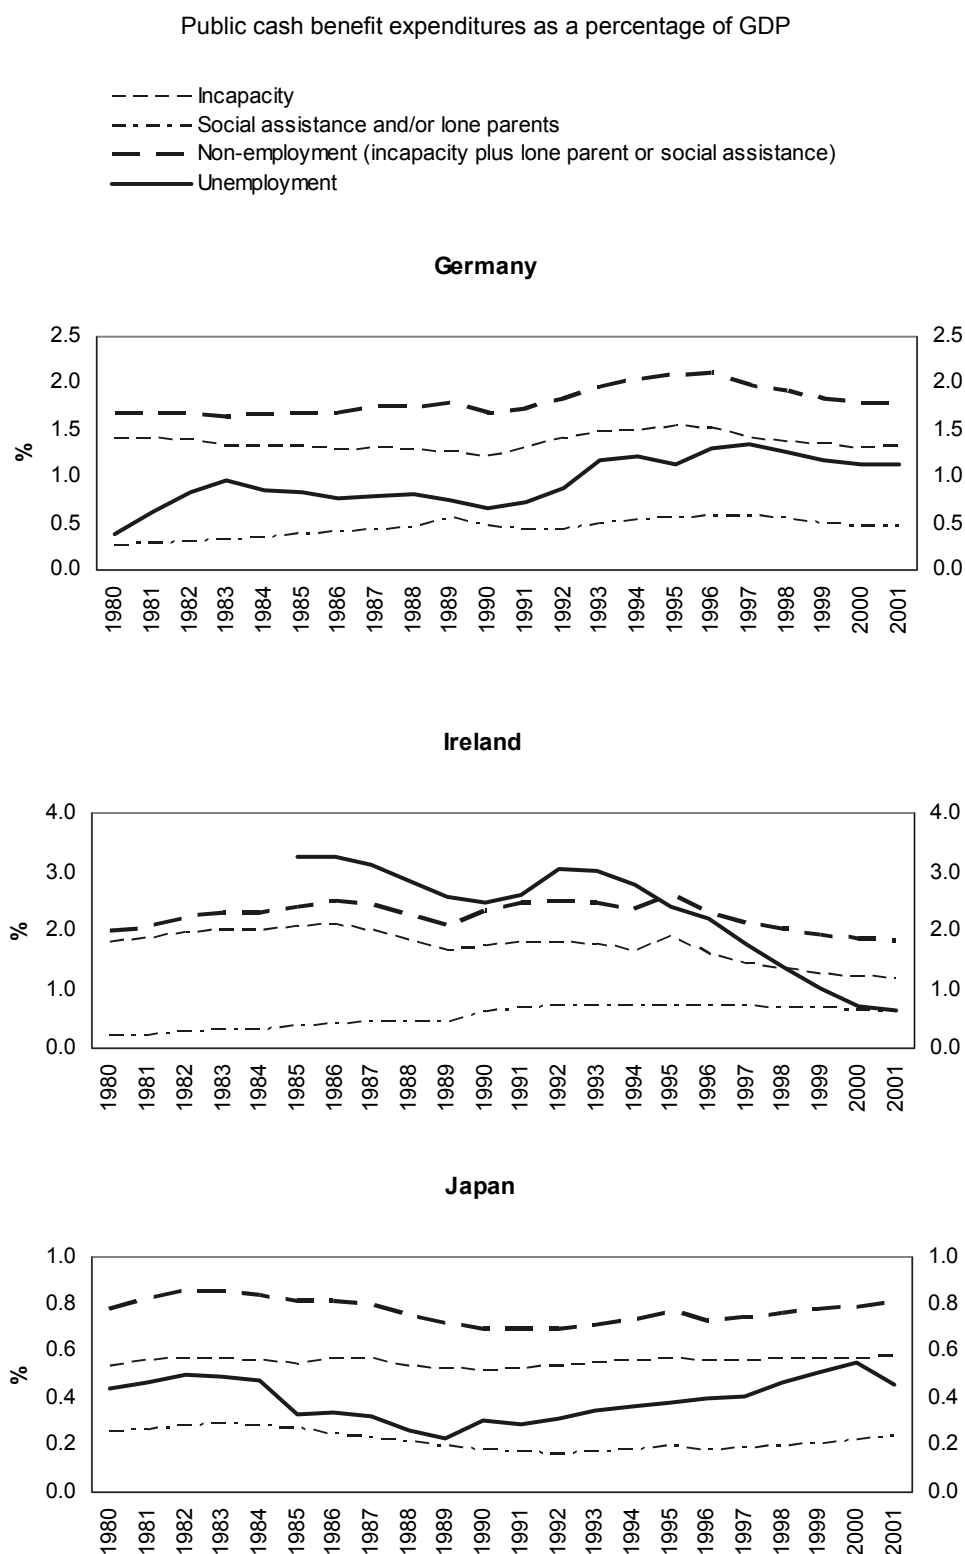 Public cash benefit expenditures as a percentage of GDP
Incapacity
Social assistance and/or lone parents
Non-employment (incapacity plus lone parent or social assistance)
Unemployment
Germany
2.5 2.5
2.0 2.0
1.5 1.5
%
1.0 1.0
0.5 0.5
0.0 0.0
1980 1981 1982 1983 1984 1985 1986 1987 1988 1989 1990 1991 1992 1993 1994 1995 1996 1997 1998 1999 2000 2001
Ireland
4.0 4.0
3.0 3.0
%
2.0 2.0
1.0 1.0
0.0 0.0
1980 1981 1982 1983 1984 1985 1986 1987 1988 1989 1990 1991 1992 1993 1994 1995 1996 1997 1998 1999 2000 2001
Japan
1.0 1.0
0.8 0.8
0.6 0.6
%
0.4 0.4
0.2 0.2
0.0 0.0
1980 1981 1982 1983 1984 1985 1986 1987 1988 1989 1990 1991 1992 1993 1994 1995 1996 1997 1998 1999 2000 2001